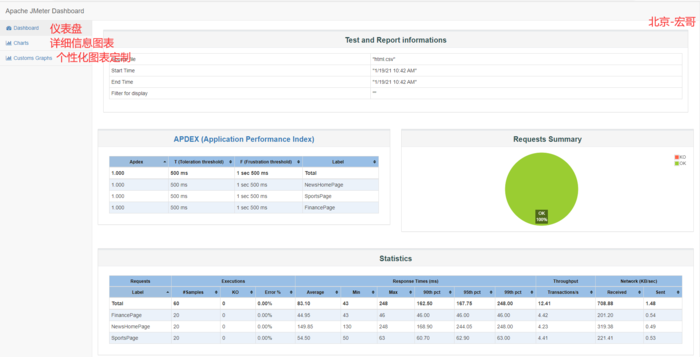 Apache JMeter Dashboard
北京-宏哥
Dashboard 仪表盘
Charts 详细信息图表
Customs Graphs 个性化图表定制
Test and Report informations
file "html.csv"
Start Time "1/19/21 10:42 AM"
End Time "1/19/21 10:42 AM"
Filter for display ""
APDEX (Application Performance Index)
Apdex T (Toleration threshold) F (Frustration threshold) Label
1.000 500 ms 1 sec 500 ms Total
1.000 500 ms 1 sec 500 ms NewsHomePage
1.000 500 ms 1 sec 500 ms SportsPage
1.000 500 ms 1 sec 500 ms FinancePage
Requests Summary
KO
OK
OK
100%
Statistics
Requests Executions Response Times (ms) Throughput Network (KB/sec)
Label #Samples KO Error % Average Min Max 90th pct 95th pct 99th pct Transactions/s Received Sent
Total 60 0 0.00% 83.10 43 248 162.50 167.75 248.00 12.41 708.88 1.48
FinancePage 20 0 0.00% 44.95 43 46 46.00 46.00 46.00 4.42 201.20 0.54
NewsHomePage 20 0 0.00% 149.85 130 248 168.90 244.00 248.00 4.23 319.38 0.49
SportsPage 20 0 0.00% 54.50 50 63 60.70 62.90 63.00 4.41 221.41 0.53